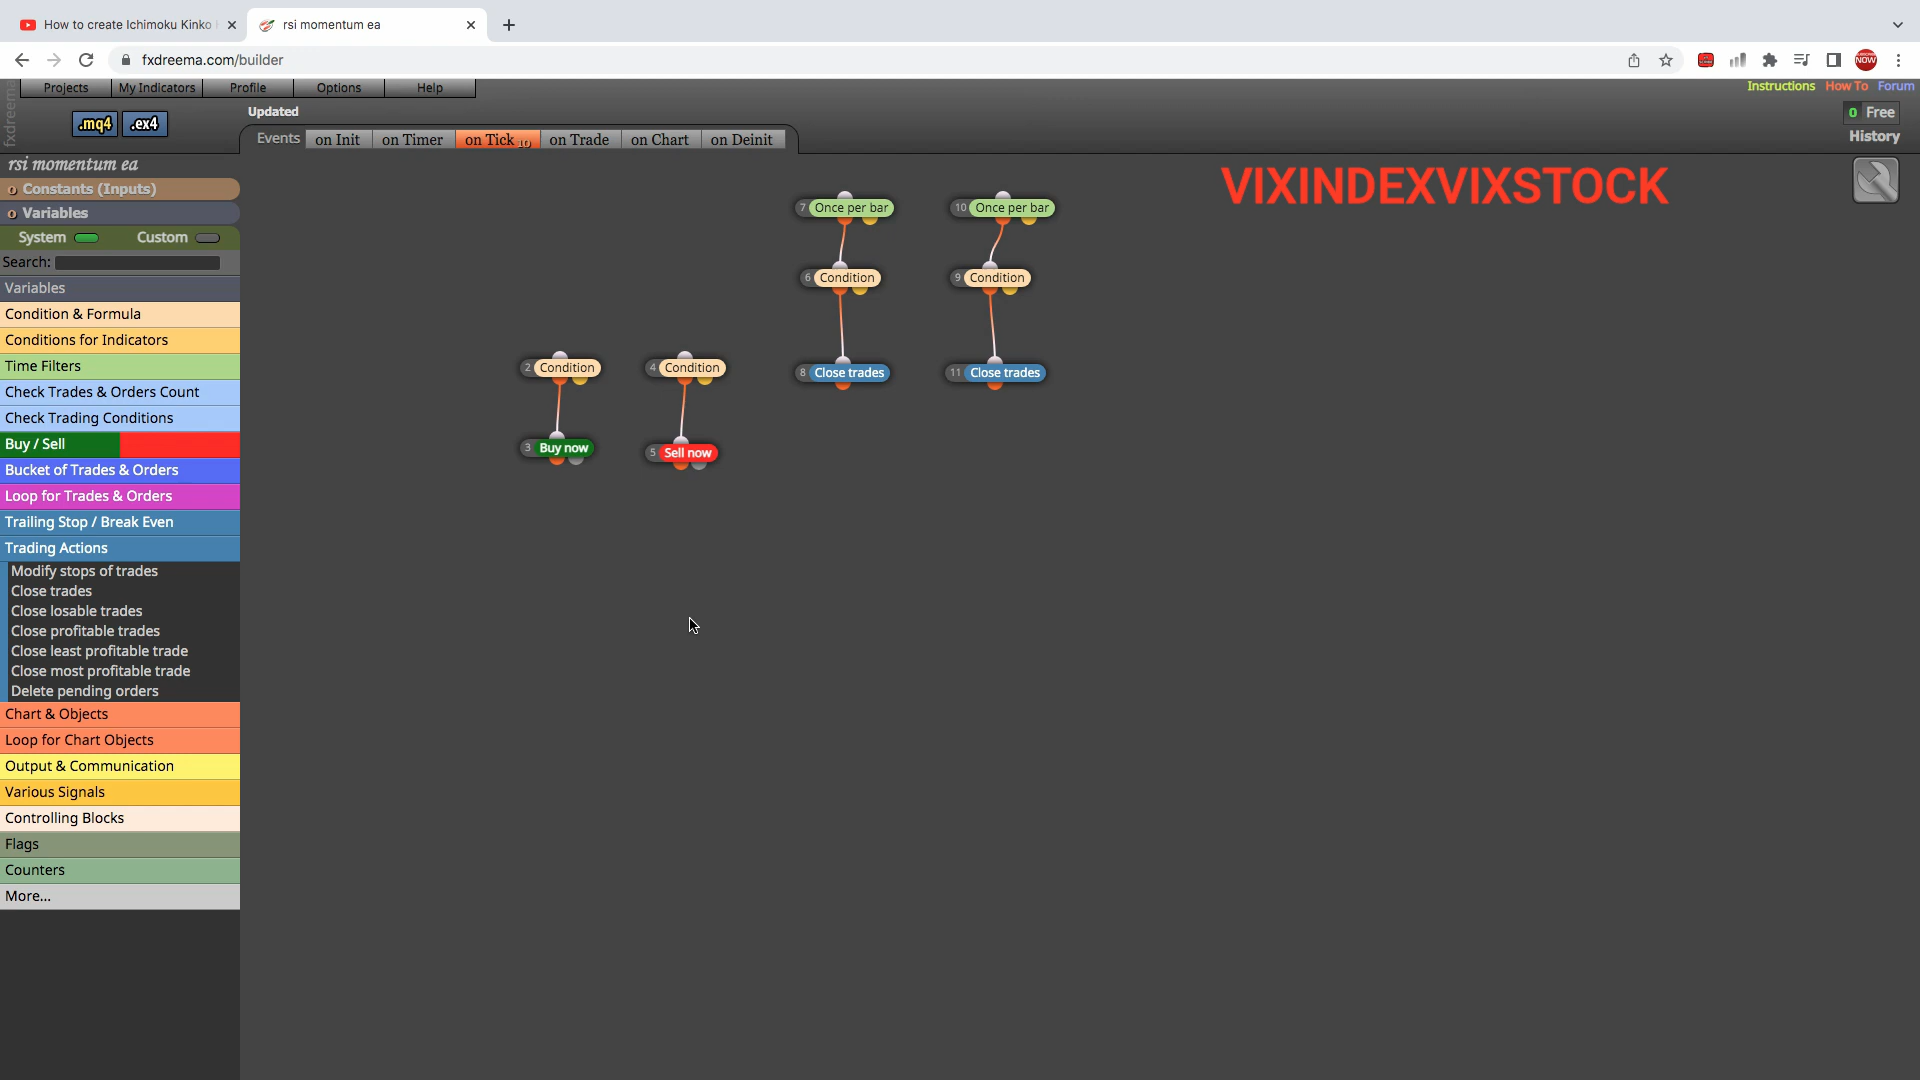 How to create Ichimoku Kinko
rsi momentum ea
fxdreema.com/builder
NOW
Projects
My Indicators
Profile
Options
Help
Instructions
How To
Forum
fxdreema
.mq4
.ex4
Updated
0 Free
History
Events
on Init
on Timer
on Tick 10
on Trade
on Chart
on Deinit
rsi momentum ea
0 Constants (Inputs)
0 Variables
System
Custom
Search:
Variables
Condition & Formula
Conditions for Indicators
Time Filters
Check Trades & Orders Count
Check Trading Conditions
Buy / Sell
Bucket of Trades & Orders
Loop for Trades & Orders
Trailing Stop / Break Even
Trading Actions
Modify stops of trades
Close trades
Close losable trades
Close profitable trades
Close least profitable trade
Close most profitable trade
Delete pending orders
Chart & Objects
Loop for Chart Objects
Output & Communication
Various Signals
Controlling Blocks
Flags
Counters
More...
VIXINDEXVIXSTOCK
7 Once per bar
10 Once per bar
6 Condition
9 Condition
2 Condition
4 Condition
8 Close trades
11 Close trades
3 Buy now
5 Sell now